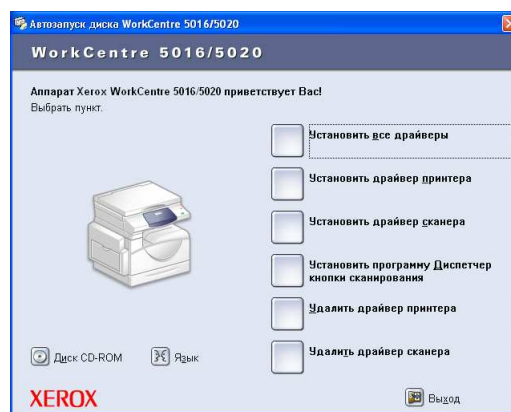 Автозапуск диска WorkCentre 5016/5020
WorkCentre 5016/5020
Аппарат Xerox WorkCentre 5016/5020 приветствует Вас!
Выбрать пункт.
Установить все драйверы
Установить драйвер принтера
Установить драйвер сканера
Установить программу Диспетчер
кнопки сканирования
Удалить драйвер принтера
Удалить драйвер сканера
Диск CD-ROM
Язык
XEROX
Выход